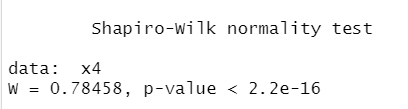 Shapiro-Wilk normality test
data:  x4
W = 0.78458, p-value < 2.2e-16